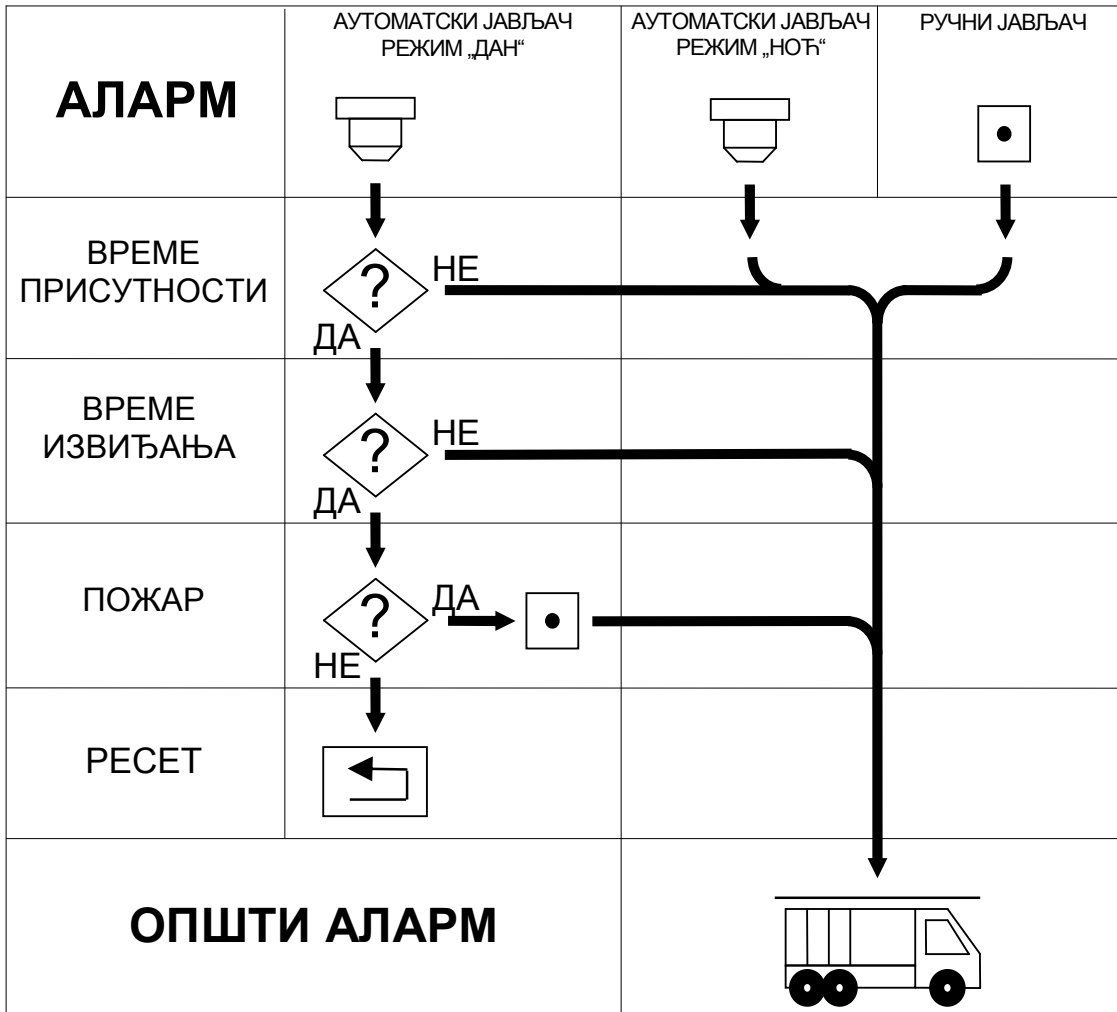 АУТОМАТСКИ ЈАВЉАЧ
РЕЖИМ „ДАН“
АУТОМАТСКИ ЈАВЉАЧ
РЕЖИМ „НОЋ“
РУЧНИ ЈАВЉАЧ
АЛАРМ
ВРЕМЕ
ПРИСУТНОСТИ
?
НЕ
ДА
ВРЕМЕ
ИЗВИЂАЊА
?
НЕ
ДА
ПОЖАР
?
ДА
НЕ
РЕСЕТ
ОПШТИ АЛАРМ